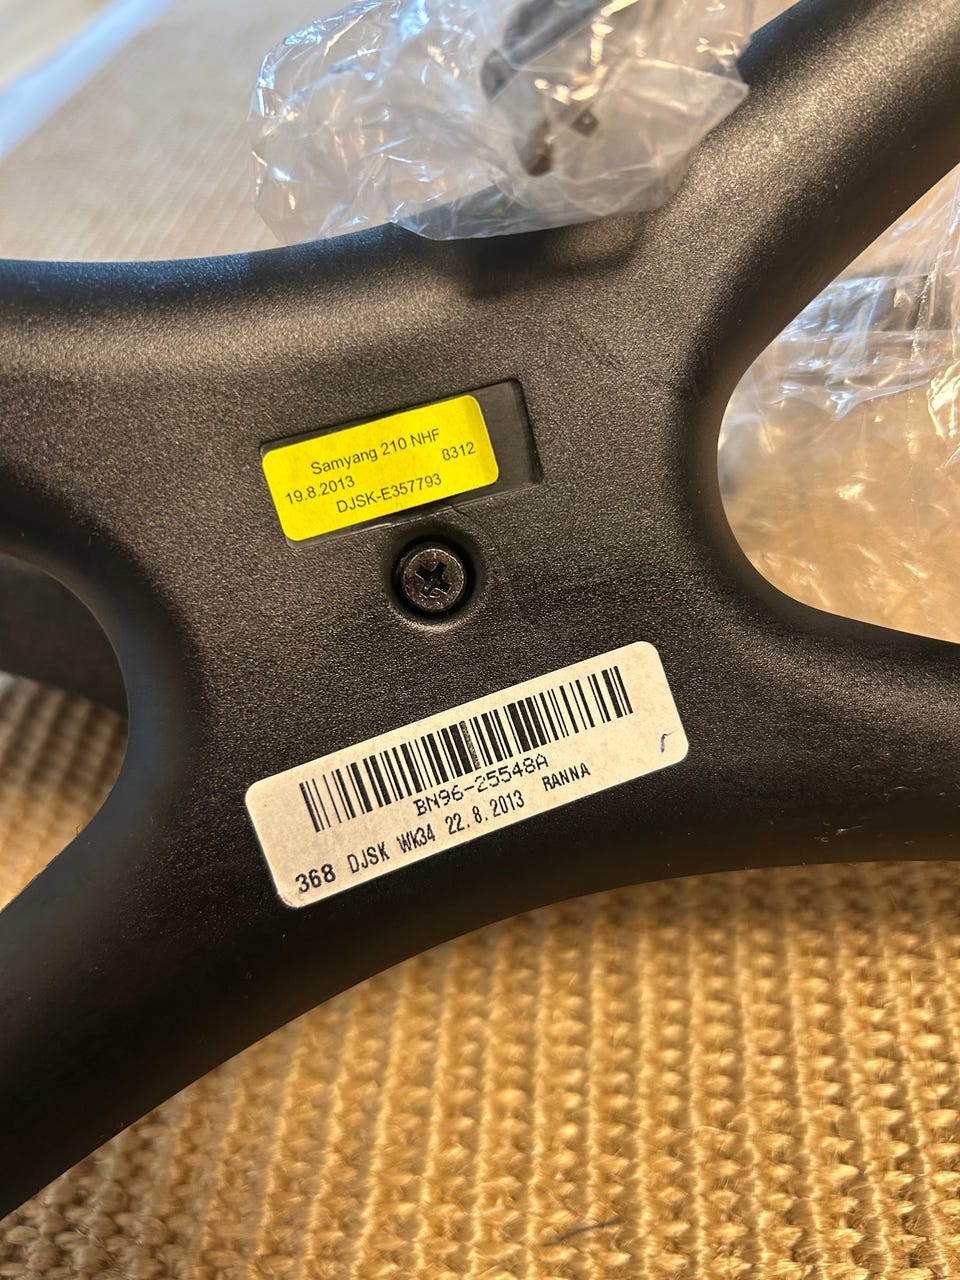 Samyang 210 NHF
19.8.2013 8312
DJSK-E357793
BN96-25548A
368 DJSK WK34 22.8.2013 RANNA